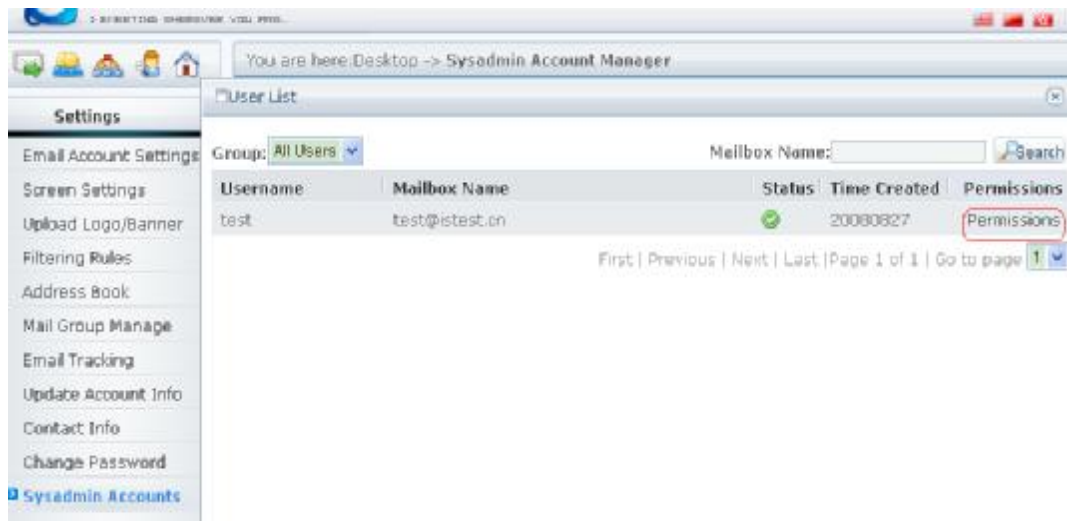 You are here:Desktop -> Sysadmin Account Manager
User List
Settings
Email Account Settings
Screen Settings
Upload Logo/Banner
Filtering Rules
Address Book
Mail Group Manage
Email Tracking
Update Account Info
Contact Info
Change Password
Sysadmin Accounts
Group: All Users Mailbox Name: Search
Username Mailbox Name Status Time Created Permissions
test test@istest.cn 20080827 Permissions
First | Previous | Next | Last |Page 1 of 1 | Go to page 1